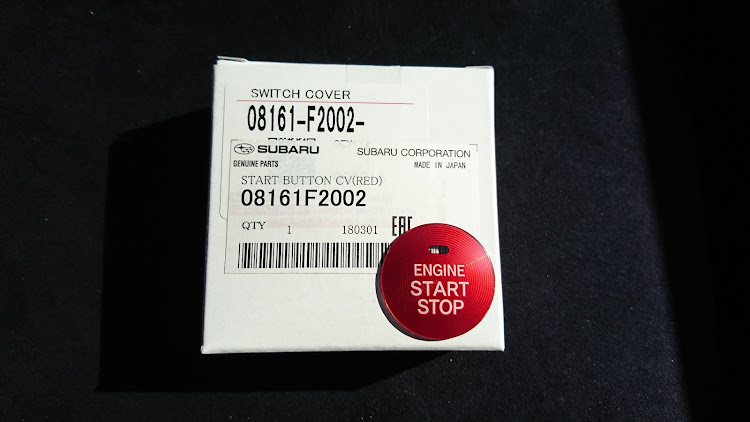 SWITCH COVER
08161-F2002-
SUBARU
SUBARU CORPORATION
GENUINE PARTS
MADE IN JAPAN
START BUTTON CV(RED)
08161F2002
QTY 1 180301 EAC
ENGINE
START
STOP